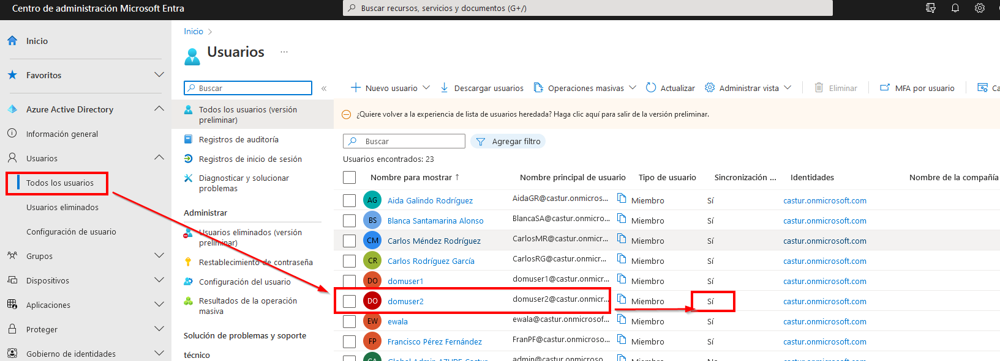 Centro de administración Microsoft Entra
Buscar recursos, servicios y documentos (G+/)
Inicio
Favoritos
Azure Active Directory
Información general
Usuarios
Todos los usuarios
Usuarios eliminados
Configuración de usuario
Grupos
Dispositivos
Aplicaciones
Proteger
Gobierno de identidades
Inicio
Usuarios
...
Buscar
Todos los usuarios (versión
preliminar)
Registros de auditoría
Registros de inicio de sesión
Diagnosticar y solucionar
problemas
Administrar
Usuarios eliminados (versión
preliminar)
Restablecimiento de contraseña
Configuración del usuario
Resultados de la operación
masiva
Solución de problemas y soporte
técnico
Nuevo usuario Descargar usuarios Operaciones masivas Actualizar Administrar vista Eliminar MFA por usuario Ca
¿Quiere volver a la experiencia de lista de usuarios heredada? Haga clic aquí para salir de la versión preliminar.
Buscar Agregar filtro
Usuarios encontrados: 23
Nombre para mostrar ↑ Nombre principal de usuario Tipo de usuario Sincronización ... Identidades Nombre de la compañía
AG Aida Galindo Rodríguez AidaGR@castur.onmicros... Miembro Sí castur.onmicrosoft.com
BS Blanca Santamarina Alonso BlancaSA@castur.onmicro... Miembro Sí castur.onmicrosoft.com
CM Carlos Méndez Rodríguez CarlosMR@castur.onmicro... Miembro Sí castur.onmicrosoft.com
CR Carlos Rodríguez García CarlosRG@castur.onmicr... Miembro Sí castur.onmicrosoft.com
DO domuser1 domuser1@castur.onmicr... Miembro Sí castur.onmicrosoft.com
DO domuser2 domuser2@castur.onmicr... Miembro Sí castur.onmicrosoft.com
EW ewala ewala@castur.onmicrosof... Miembro Sí castur.onmicrosoft.com
FP Francisco Pérez Fernández FranPF@castur.onmicroso... Miembro Sí castur.onmicrosoft.com
GA Global Admin AZURE Castur admin@castur.onmicroso... Miembro No castur.onmicrosoft.com